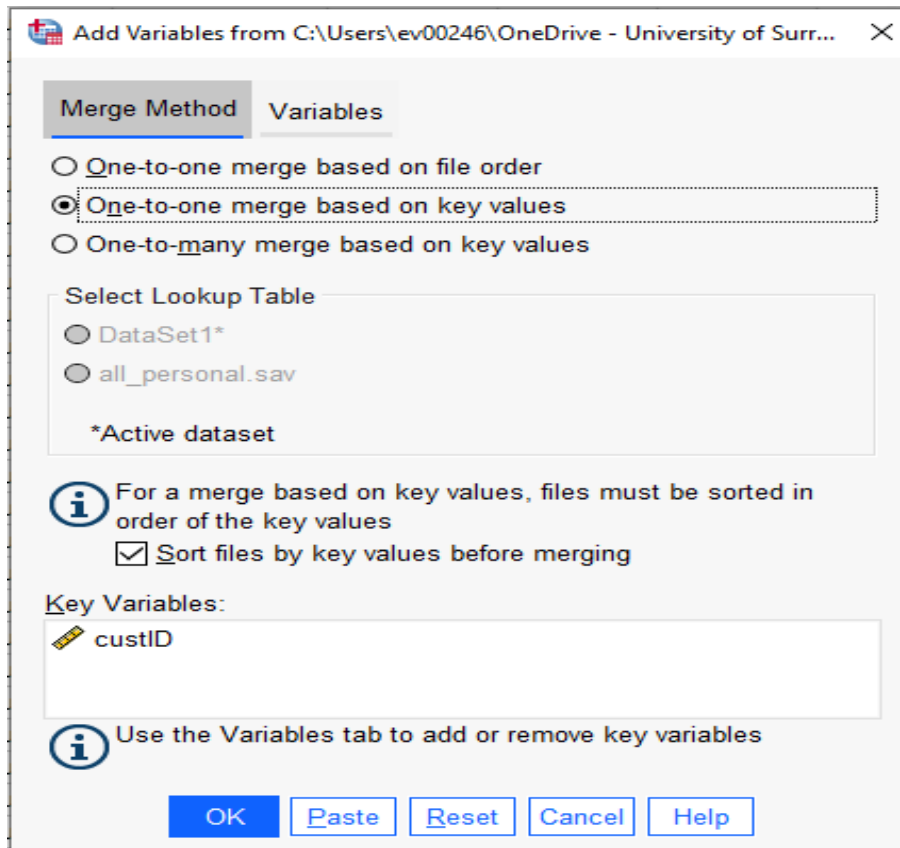 Add Variables from C:\Users\ev00246\OneDrive - University of Surr...
Merge Method Variables
One-to-one merge based on file order
One-to-one merge based on key values
One-to-many merge based on key values
Select Lookup Table
DataSet1*
all_personal.sav
*Active dataset
For a merge based on key values, files must be sorted in
order of the key values
Sort files by key values before merging
Key Variables:
custID
Use the Variables tab to add or remove key variables
OK Paste Reset Cancel Help